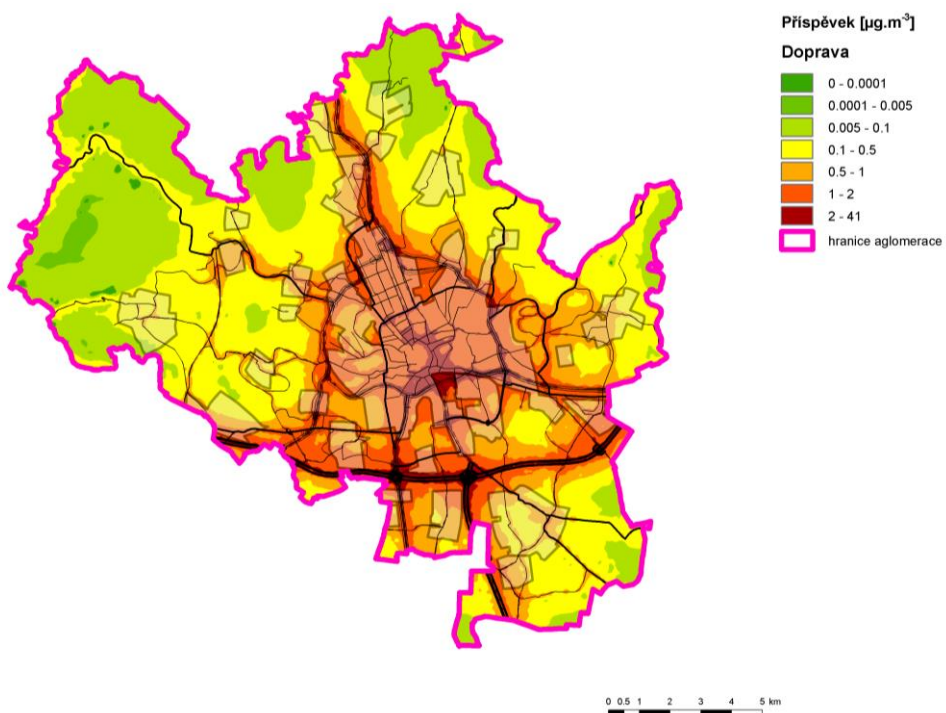 Příspěvek [µg.m-3]
Doprava
0 - 0.0001
0.0001 - 0.005
0.005 - 0.1
0.1 - 0.5
0.5 - 1
1 - 2
2 - 41
hranice aglomerace
0 0.5 1 2 3 4 5 km